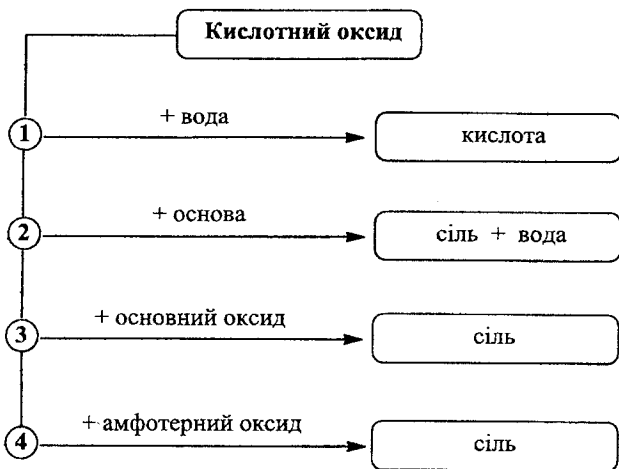 Кислотний оксид
1 + вода кислота
2 + основа сіль + вода
3 + основний оксид сіль
4 + амфотерний оксид сіль